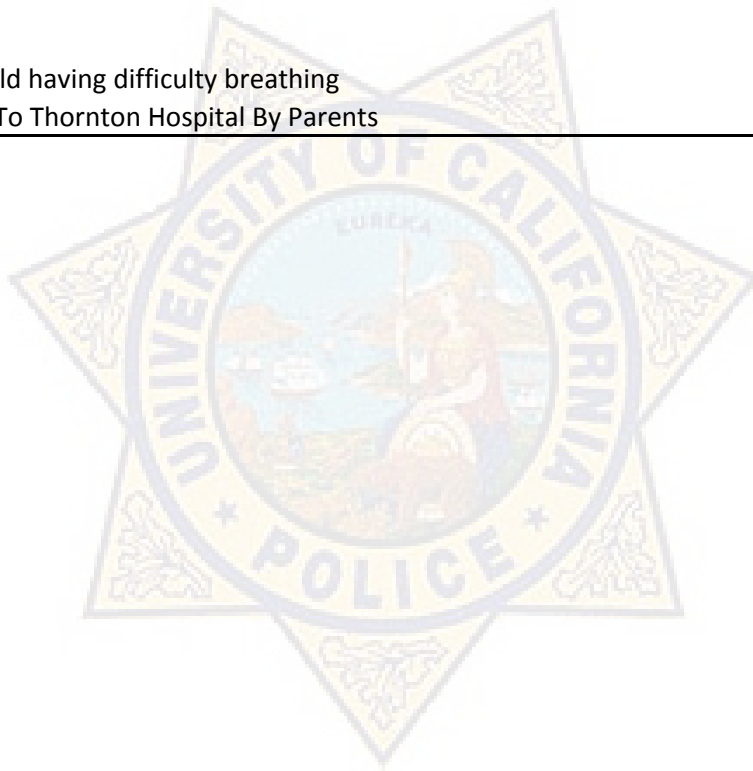 ld having difficulty breathing
To Thornton Hospital By Parents
UNIVERSITY OF CALIFORNIA
EUREKA
POLICE